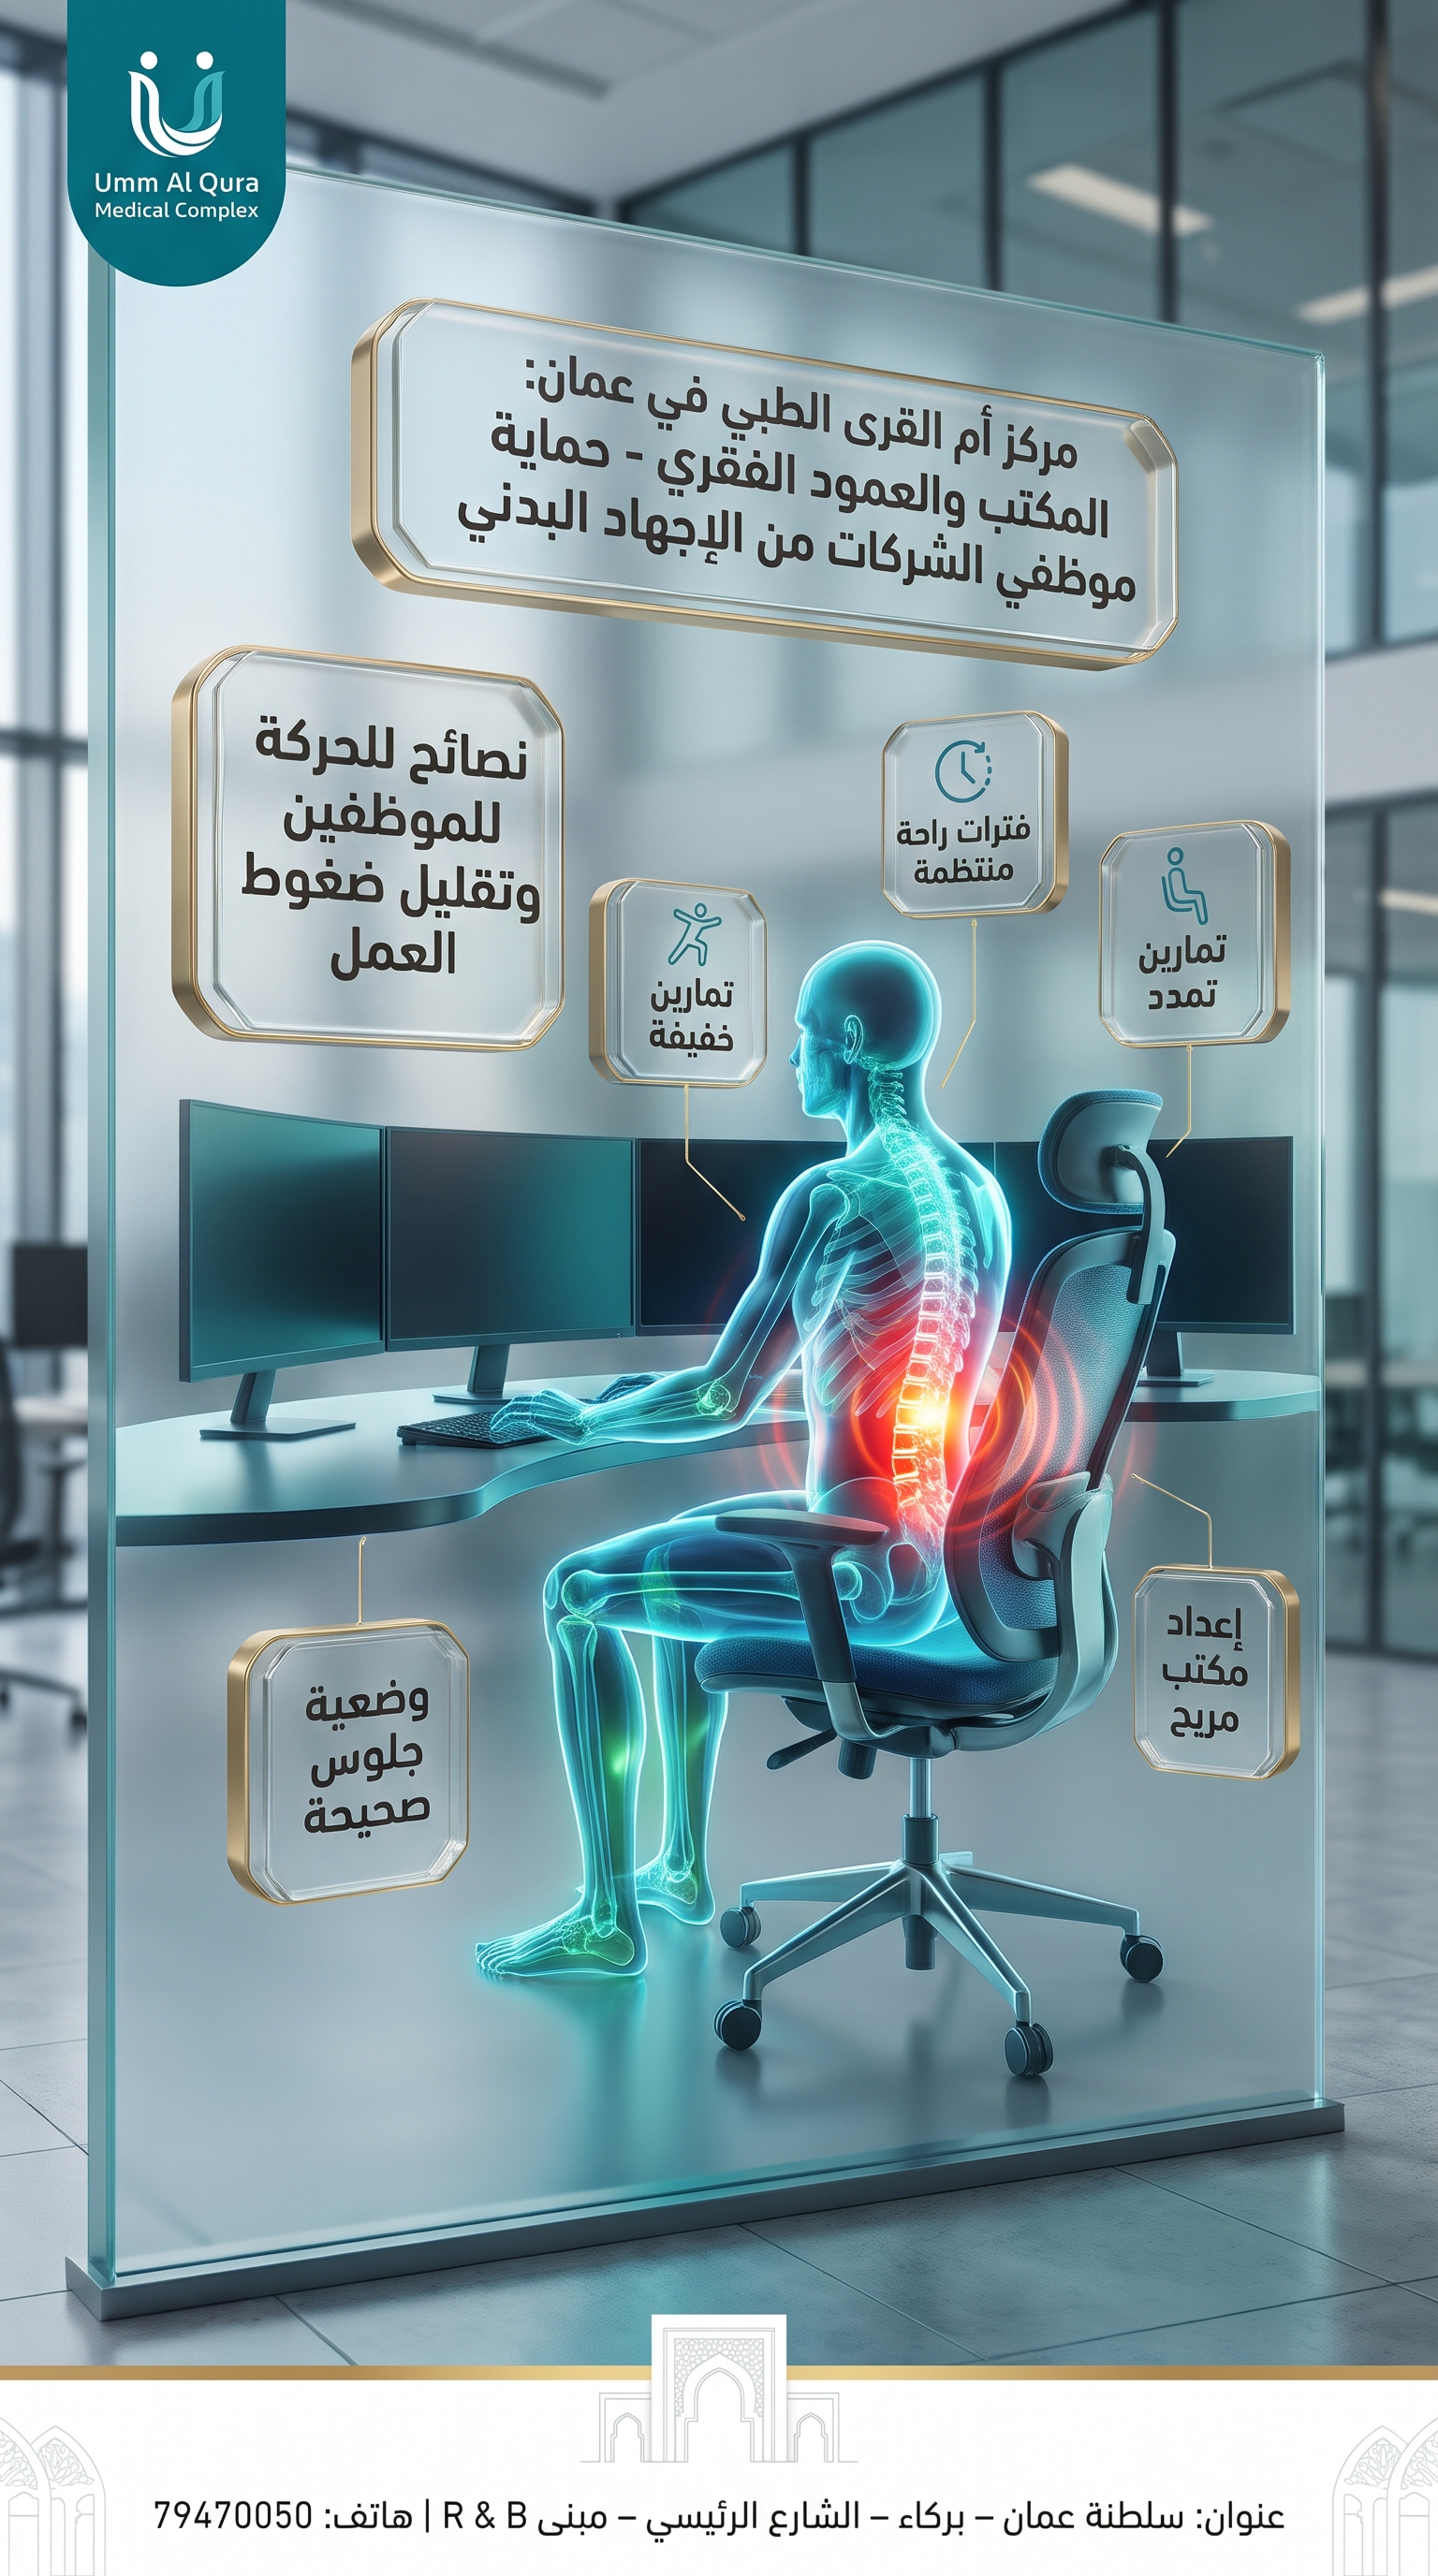 Umm Al Qura
Medical Complex
مركز أم القرى الطبي في عمان:
المكتب والعمود الفقري - حماية
موظفي الشركات من الإجهاد البدني
نصائح للحركة
للموظفين
وتقليل ضغوط
العمل
فترات راحة
منتظمة
تمارين
تمدد
تمارين
خفيفة
إعداد
مكتب
مريح
وضعية
جلوس
صحيحة
عنوان: سلطنة عمان – بركاء – الشارع الرئيسي – مبنى R & B | هاتف: 79470050